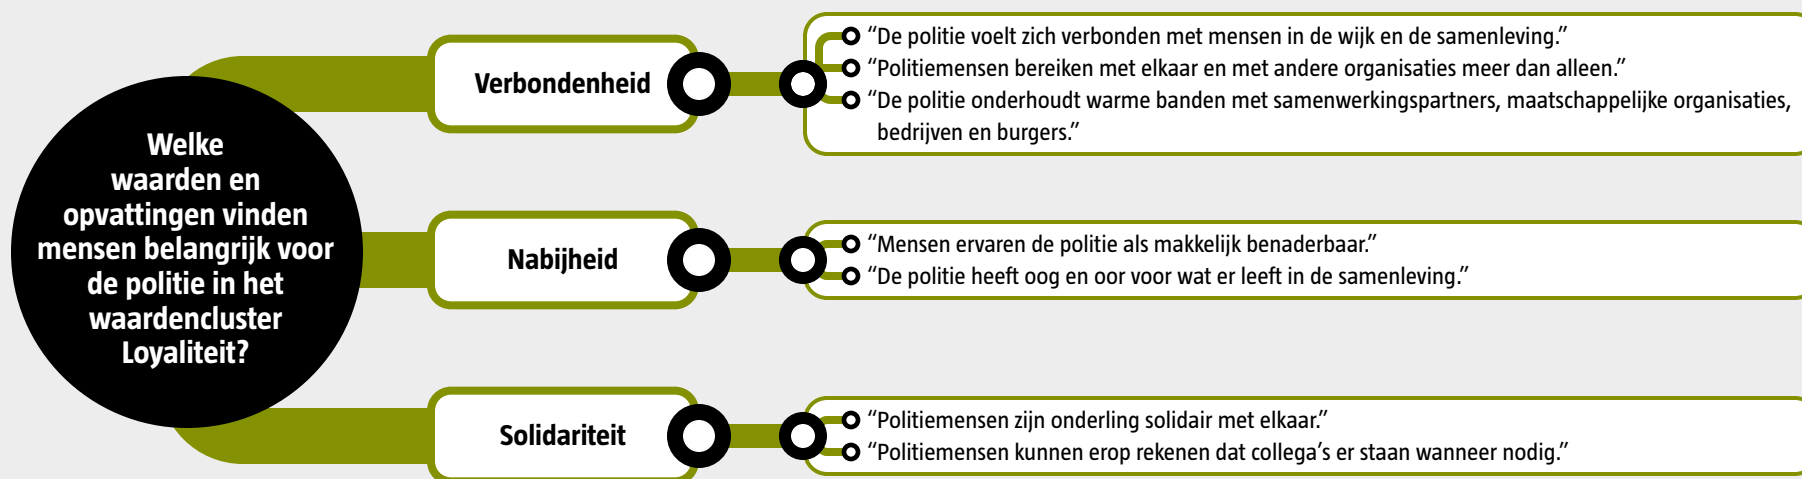 Welke
waarden en
opvattingen vinden
mensen belangrijk voor
de politie in het
waardencluster
Loyaliteit?
Verbondenheid
“De politie voelt zich verbonden met mensen in de wijk en de samenleving.”
“Politiemensen bereiken met elkaar en met andere organisaties meer dan alleen.”
“De politie onderhoudt warme banden met samenwerkingspartners, maatschappelijke organisaties,
bedrijven en burgers.”
Nabijheid
“Mensen ervaren de politie als makkelijk benaderbaar.”
“De politie heeft oog en oor voor wat er leeft in de samenleving.”
Solidariteit
“Politiemensen zijn onderling solidair met elkaar.”
“Politiemensen kunnen erop rekenen dat collega’s er staan wanneer nodig.”